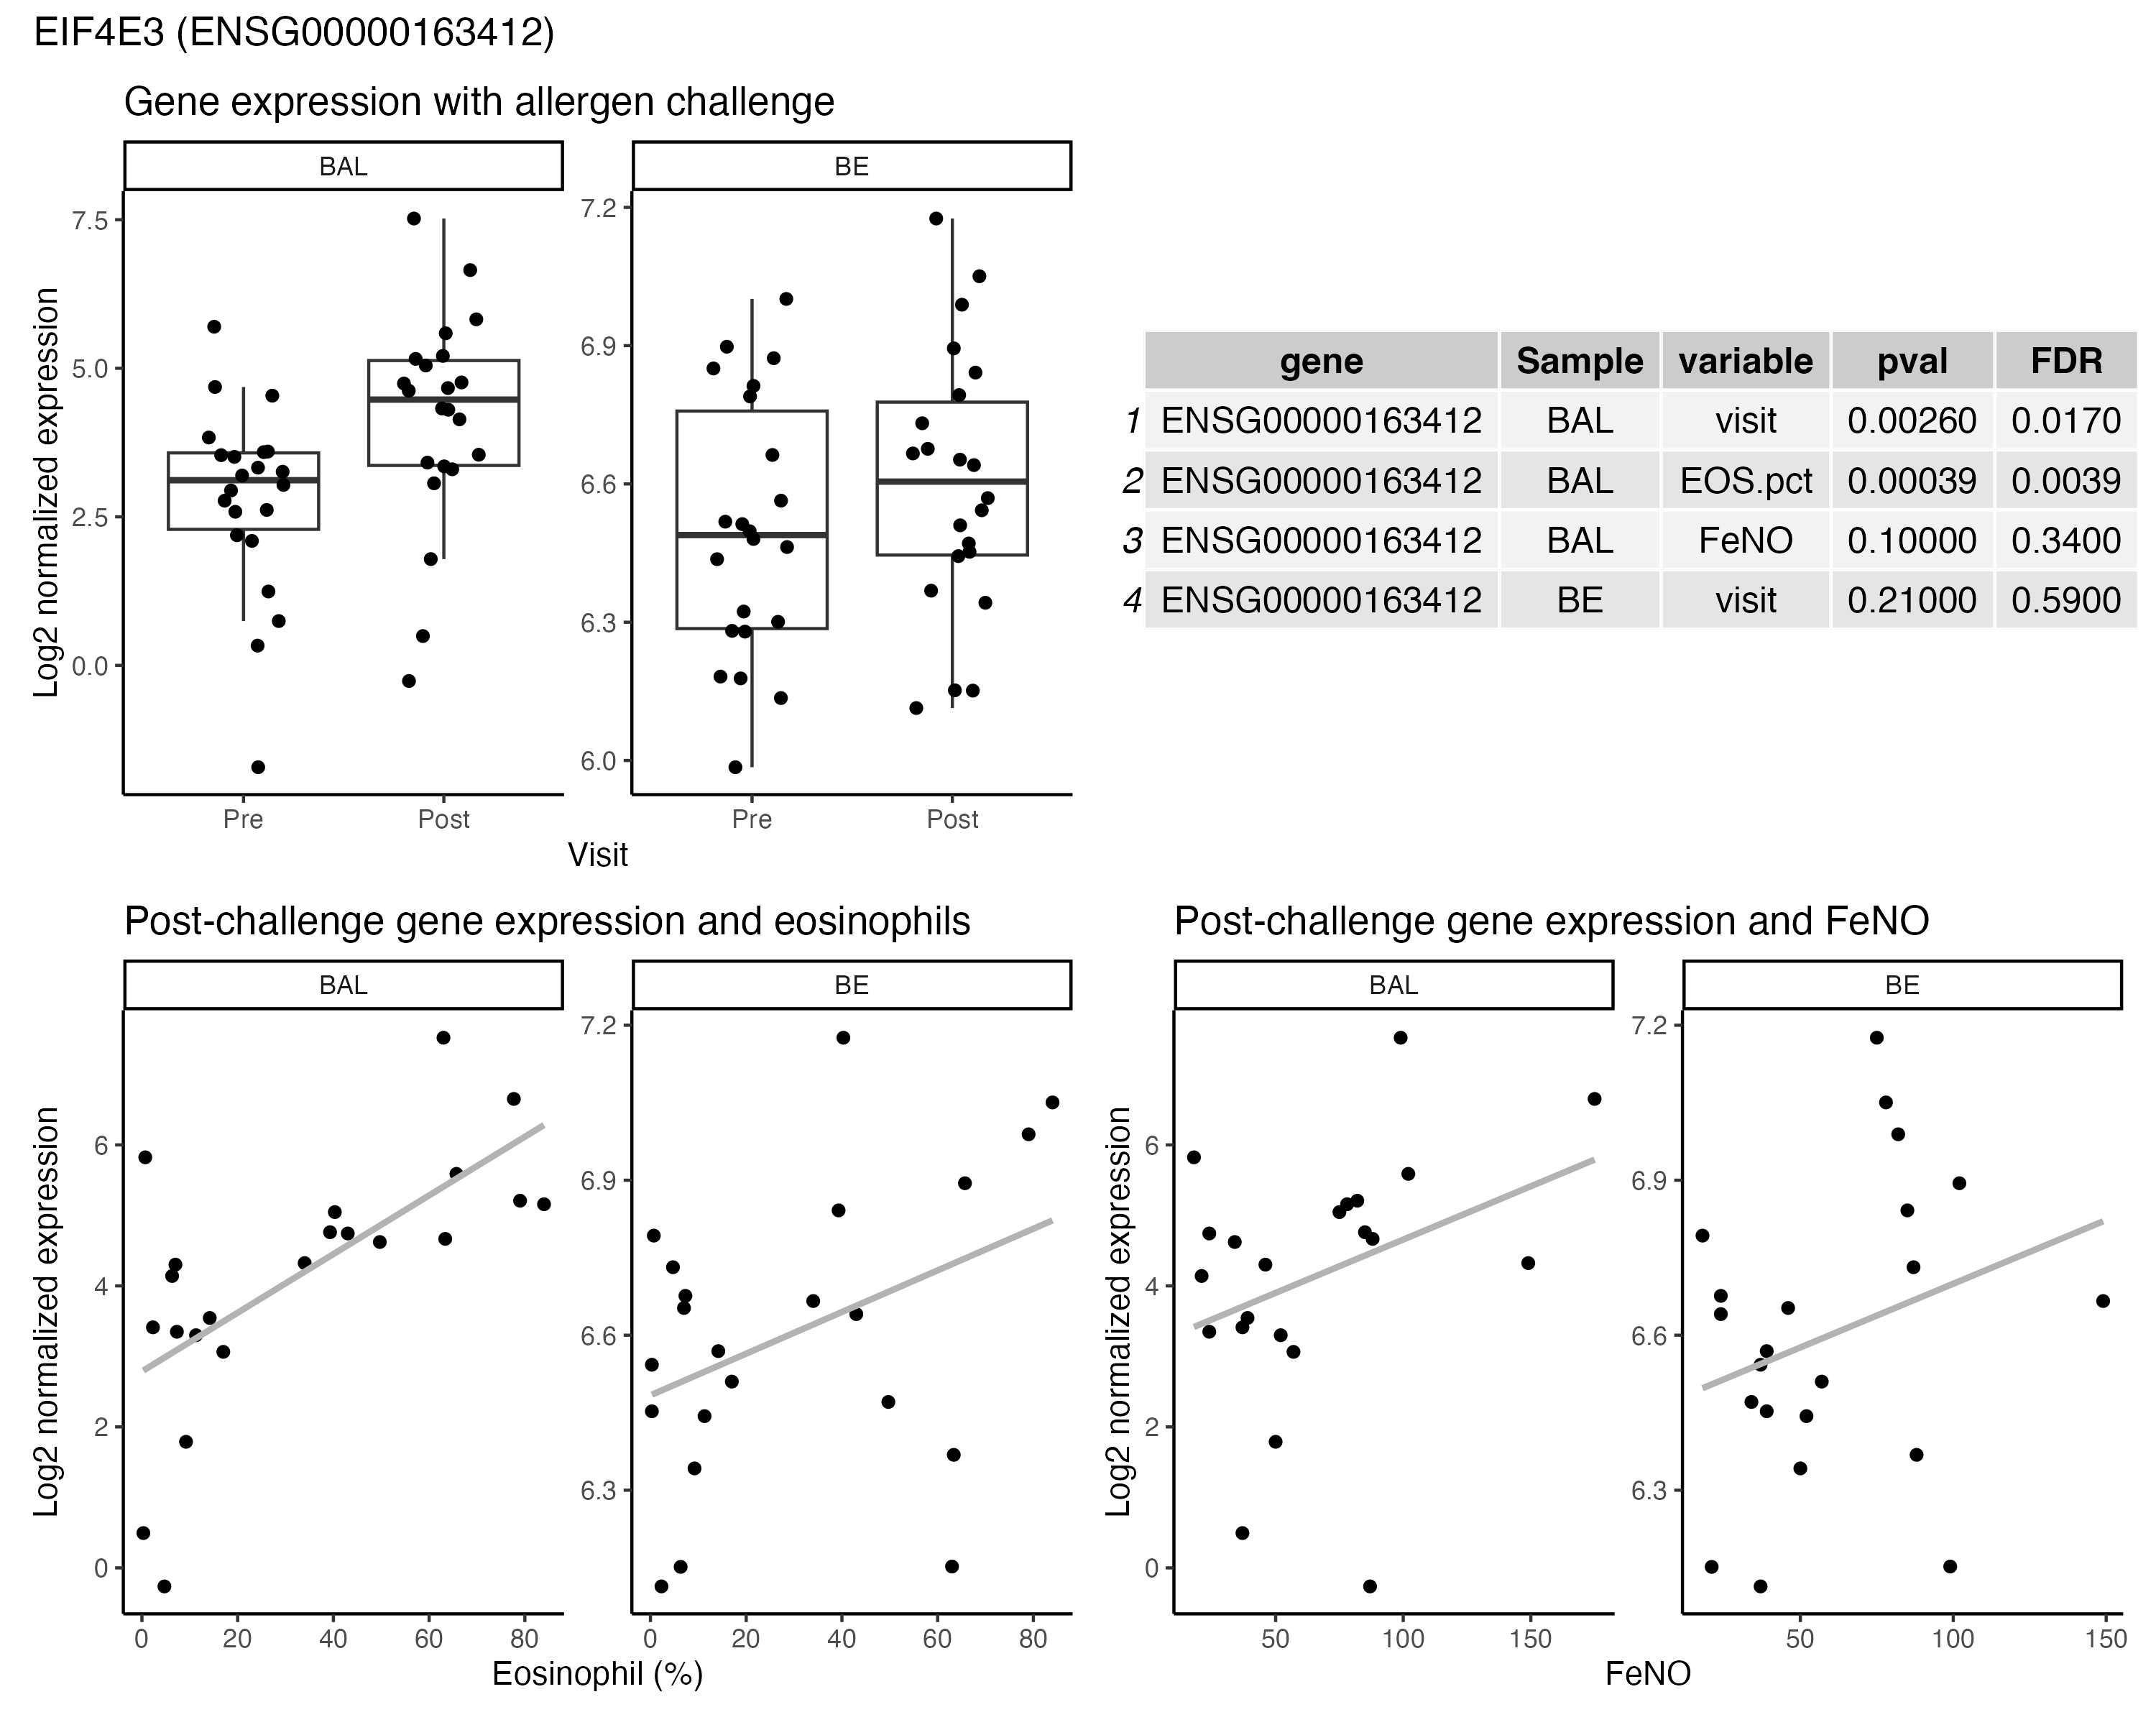 EIF4E3 (ENSG00000163412)
Gene expression with allergen challenge
BAL
BE
Log2 normalized expression
7.5
5.0
2.5
0.0
7.2
6.9
6.6
6.3
6.0
Pre
Post
Pre
Post
Visit
gene Sample variable pval FDR
1 ENSG00000163412 BAL visit 0.00260 0.0170
2 ENSG00000163412 BAL EOS.pct 0.00039 0.0039
3 ENSG00000163412 BAL FeNO 0.10000 0.3400
4 ENSG00000163412 BE visit 0.21000 0.5900
Post-challenge gene expression and eosinophils
BAL
BE
Log2 normalized expression
6
4
2
0
7.2
6.9
6.6
6.3
0 20 40 60 80
0 20 40 60 80
Eosinophil (%)
Post-challenge gene expression and FeNO
BAL
BE
Log2 normalized expression
6
4
2
0
7.2
6.9
6.6
6.3
50 100 150
50 100 150
FeNO